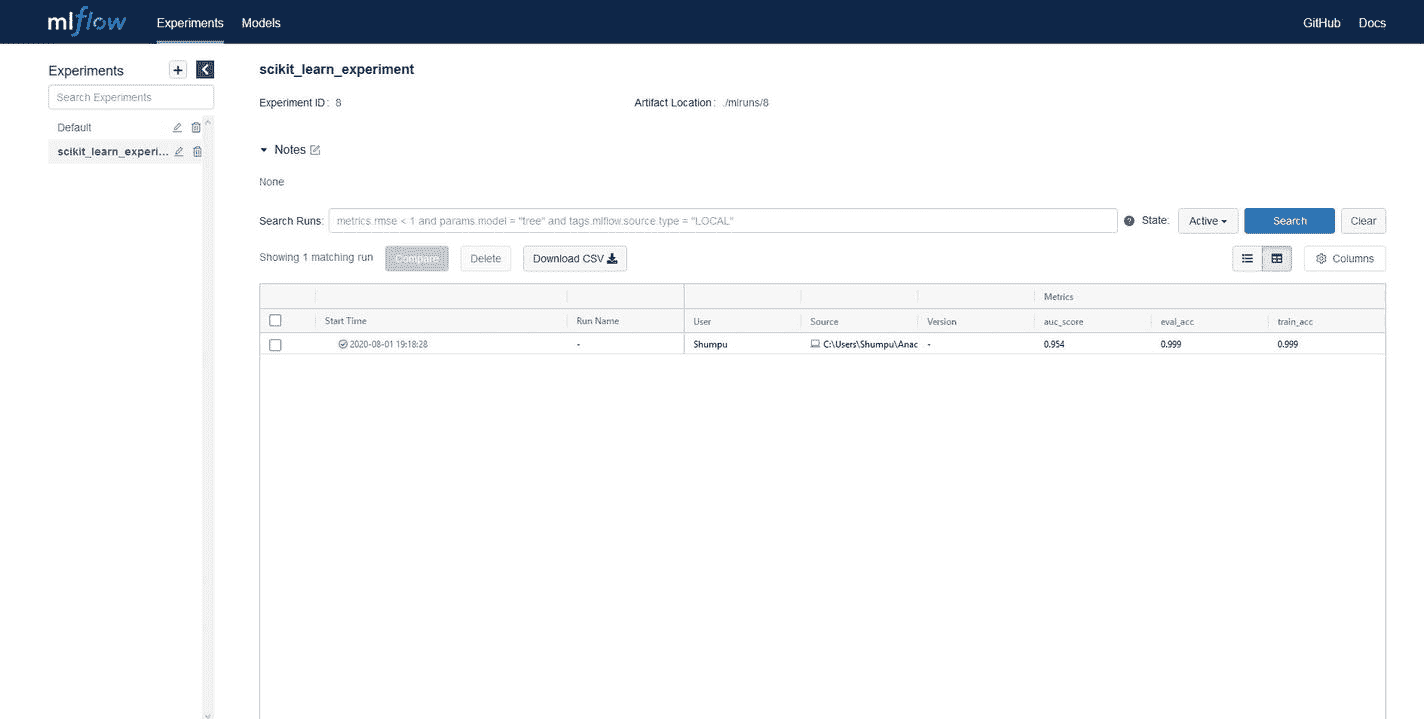 mlflow Experiments Models GitHub Docs
Experiments
Search Experiments
Default
scikit_learn_experi...
scikit_learn_experiment
Experiment ID: 8 Artifact Location: ./mlruns/8
Notes
None
Search Runs: metrics.rmse < 1 and params.model = "tree" and tags.mlflow.source.type = "LOCAL" State: Active Search Clear
Showing 1 matching run Compare Delete Download CSV Columns
Metrics
Start Time Run Name User Source Version auc_score eval_acc train_acc
2020-08-01 19:18:28 - Shumpu C:\Users\Shumpu\Anac - 0.954 0.999 0.999